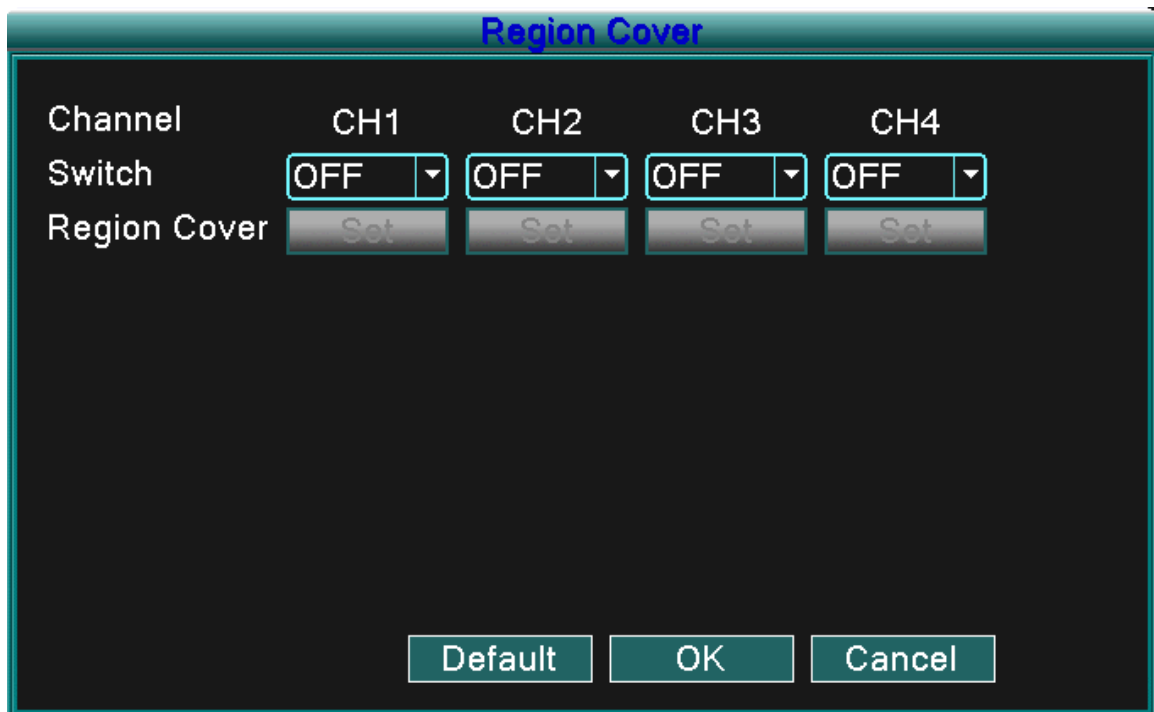 Region Cover
Channel CH1 CH2 CH3 CH4
Switch OFF OFF OFF OFF
Region Cover Set Set Set Set
Default OK Cancel